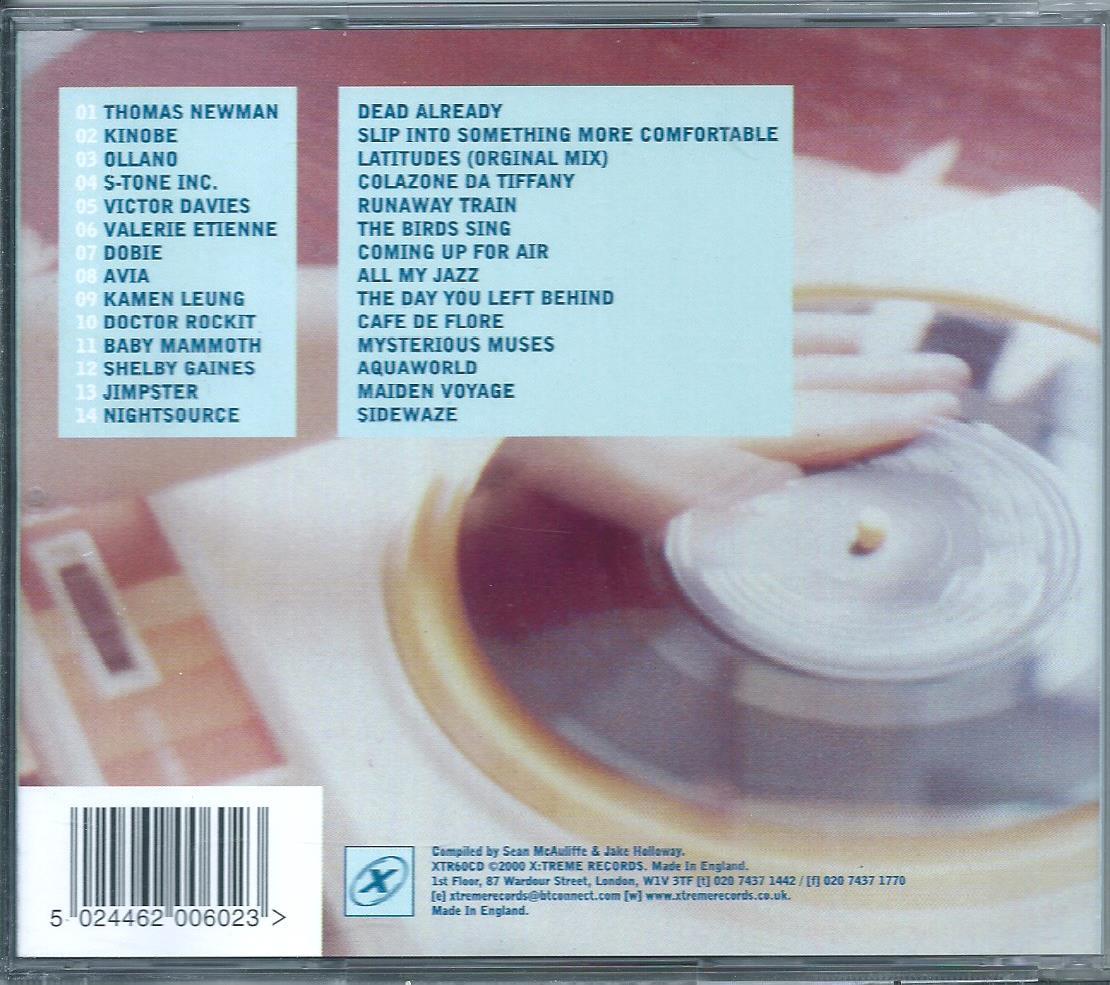 01 THOMAS NEWMAN DEAD ALREADY
02 KINOBE SLIP INTO SOMETHING MORE COMFORTABLE
03 OLLANO LATITUDES (ORGINAL MIX)
04 S-TONE INC. COLAZONE DA TIFFANY
05 VICTOR DAVIES RUNAWAY TRAIN
06 VALERIE ETIENNE THE BIRDS SING
07 DOBIE COMING UP FOR AIR
08 AVIA ALL MY JAZZ
09 KAMEN LEUNG THE DAY YOU LEFT BEHIND
10 DOCTOR ROCKIT CAFE DE FLORE
11 BABY MAMMOTH MYSTERIOUS MUSES
12 SHELBY GAINES AQUAWORLD
13 JIMPSTER MAIDEN VOYAGE
14 NIGHTSOURCE SIDEWAZE
5 024462 006023 >
X
Compiled by Sean McAuliffe & Jake Holloway.
XTR60CD ©2000 X:TREME RECORDS. Made In England.
1st Floor, 87 Wardour Street, London, W1V 3TF [t] 020 7437 1442 / [f] 020 7437 1770
[e] xtremerecords@btconnect.com [w] www.xtremerecords.co.uk.
Made In England.